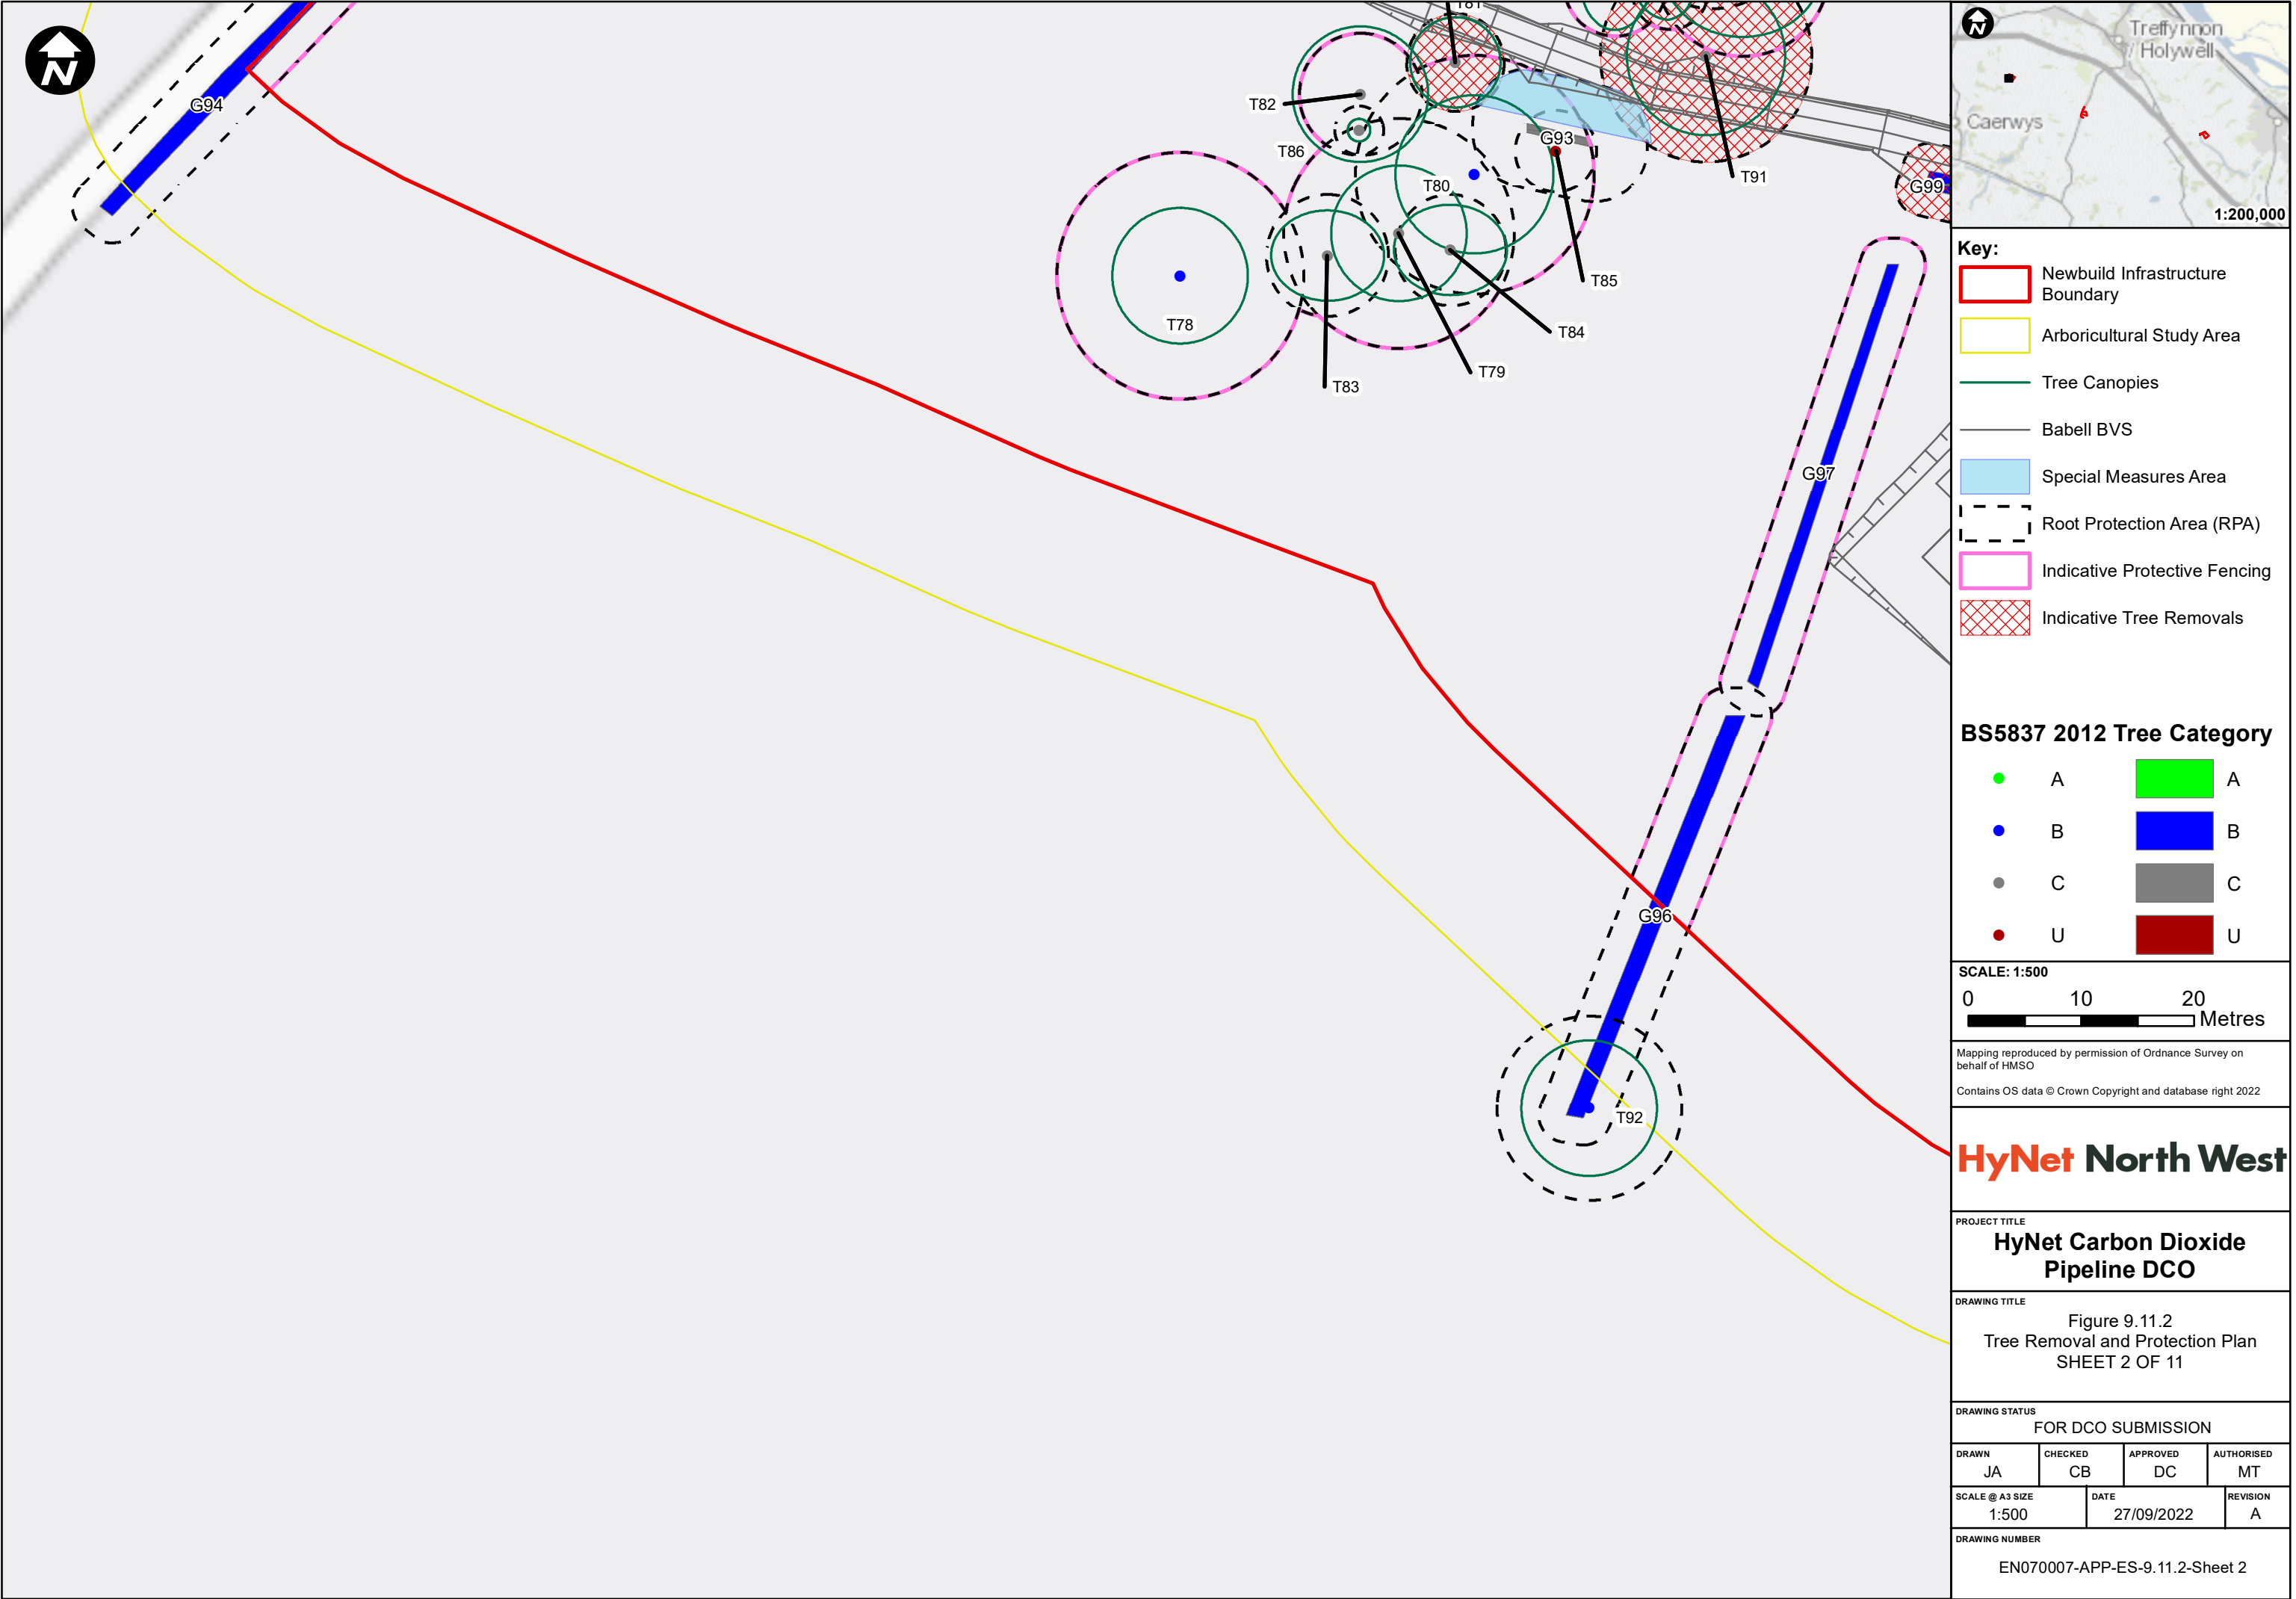 N
G94
T81
T82
T86
G93
T80
T91
G99
T78
T85
T84
T79
T83
G97
G96
T92
N
Treffynnon
/ Holywell
Caerwys
1:200,000
Key:
Newbuild Infrastructure
Boundary
Arboricultural Study Area
Tree Canopies
Babell BVS
Special Measures Area
Root Protection Area (RPA)
Indicative Protective Fencing
Indicative Tree Removals
BS5837 2012 Tree Category
A A
B B
C C
U U
SCALE: 1:500
0 10 20
Metres
Mapping reproduced by permission of Ordnance Survey on
behalf of HMSO
Contains OS data © Crown Copyright and database right 2022
HyNet North West
PROJECT TITLE
HyNet Carbon Dioxide
Pipeline DCO
DRAWING TITLE
Figure 9.11.2
Tree Removal and Protection Plan
SHEET 2 OF 11
DRAWING STATUS
FOR DCO SUBMISSION
DRAWN CHECKED APPROVED AUTHORISED
JA CB DC MT
SCALE @ A3 SIZE DATE REVISION
1:500 27/09/2022 A
DRAWING NUMBER
EN070007-APP-ES-9.11.2-Sheet 2